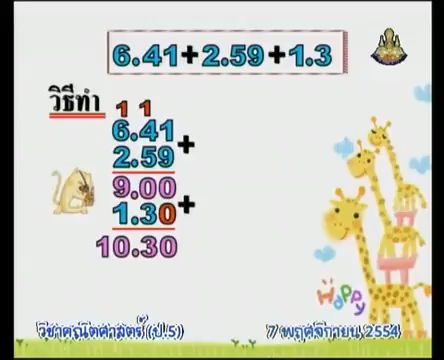 6.41+2.59+1.3
วิธีทำ
1 1
6.41
+
2.59
9.00
+
1.30
10.30
Happy
วิชาคณิตศาสตร์ (ป.5)
7 พฤศจิกายน 2554